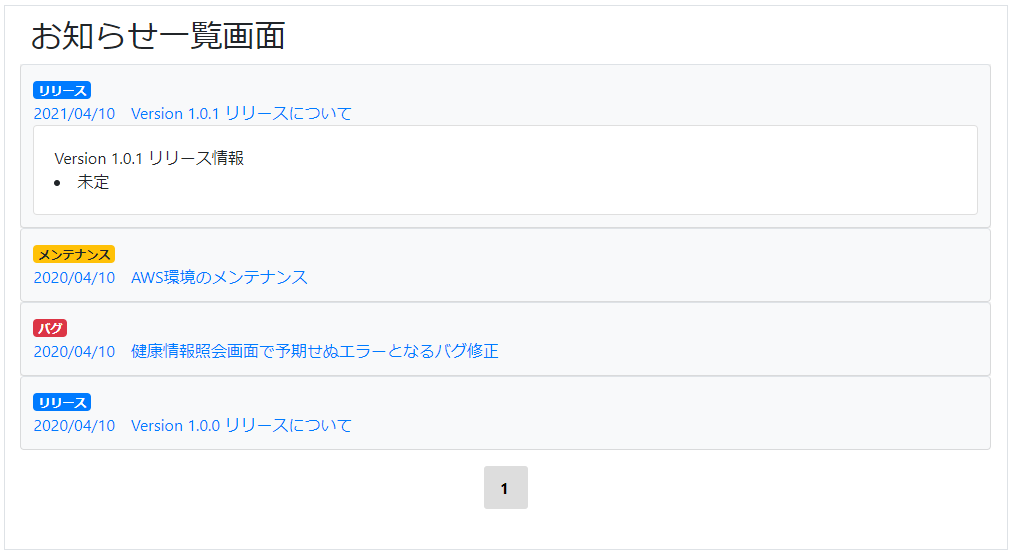 お知らせ一覧画面
リリース
2021/04/10　Version 1.0.1 リリースについて
Version 1.0.1 リリース情報
• 未定
メンテナンス
2020/04/10　AWS環境のメンテナンス
バグ
2020/04/10　健康情報照会画面で予期せぬエラーとなるバグ修正
リリース
2020/04/10　Version 1.0.0 リリースについて
1